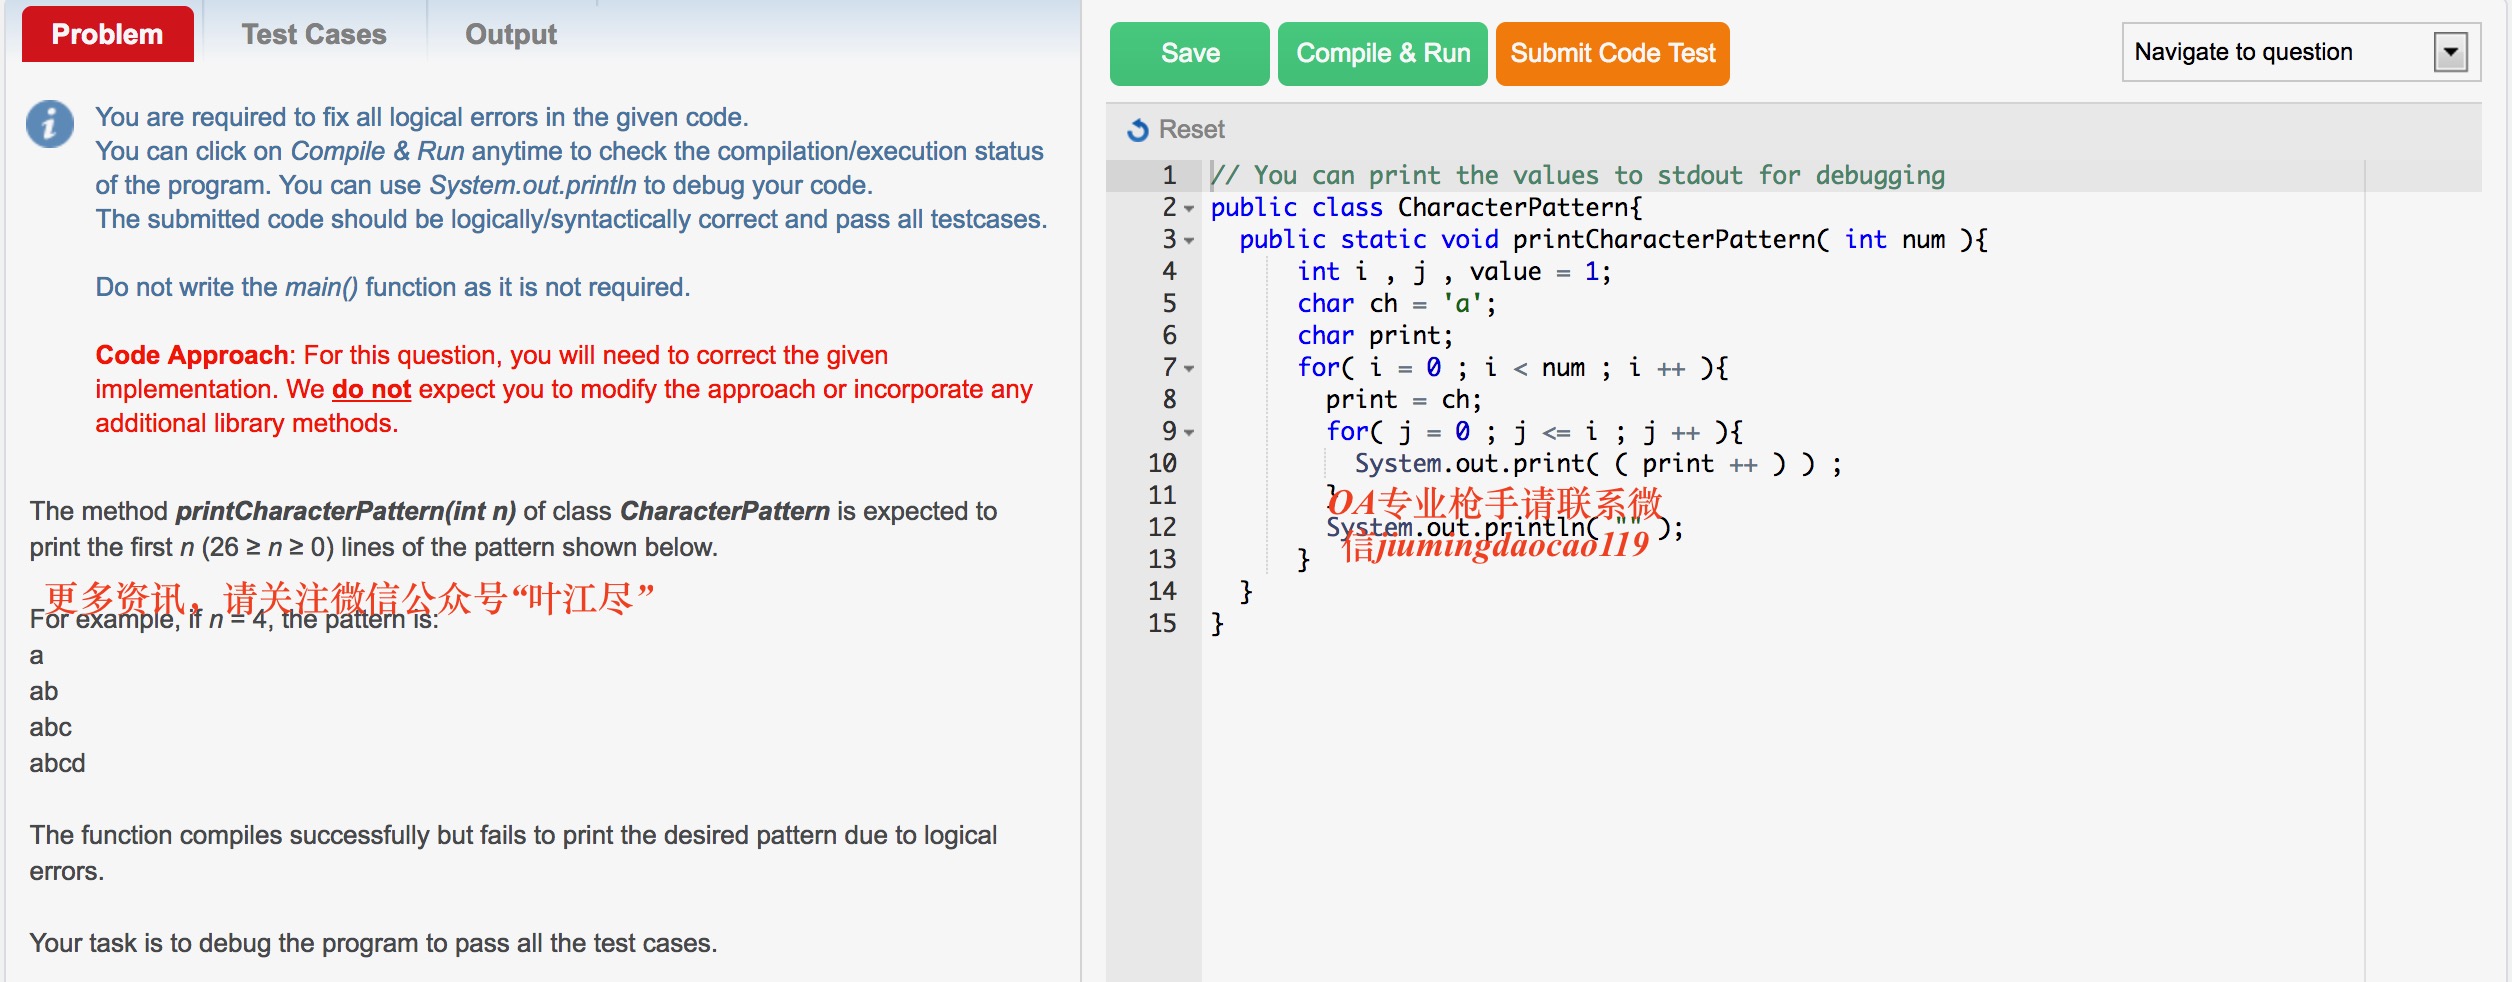 Problem
Test Cases
Output
You are required to fix all logical errors in the given code.
You can click on Compile & Run anytime to check the compilation/execution status
of the program. You can use System.out.println to debug your code.
The submitted code should be logically/syntactically correct and pass all testcases.
Do not write the main() function as it is not required.
Code Approach: For this question, you will need to correct the given
implementation. We do not expect you to modify the approach or incorporate any
additional library methods.
The method printCharacterPattern(int n) of class CharacterPattern is expected to
print the first n (26 ≥ n ≥ 0) lines of the pattern shown below.
更多资讯，请关注微信公众号“叶江尽”
For example, if n = 4, the pattern is:
a
ab
abc
abcd
The function compiles successfully but fails to print the desired pattern due to logical
errors.
Your task is to debug the program to pass all the test cases.
Save
Compile & Run
Submit Code Test
Navigate to question
Reset
1 // You can print the values to stdout for debugging
2 public class CharacterPattern{
3 public static void printCharacterPattern( int num ){
4 int i , j , value = 1;
5 char ch = 'a';
6 char print;
7 for( i = 0 ; i < num ; i ++ ){
8 print = ch;
9 for( j = 0 ; j <= i ; j ++ ){
10 System.out.print( ( print ++ ) ) ;
11 }
OA专业枪手请联系微
12 System.out.println( "" );
信jiumingdaocao119
13 }
14 }
15 }